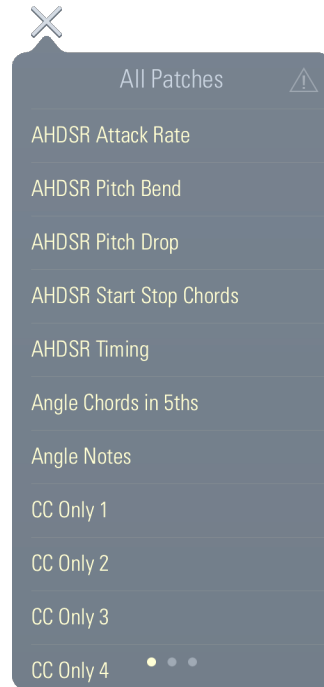 All Patches
AHDSR Attack Rate
AHDSR Pitch Bend
AHDSR Pitch Drop
AHDSR Start Stop Chords
AHDSR Timing
Angle Chords in 5ths
Angle Notes
CC Only 1
CC Only 2
CC Only 3
CC Only 4